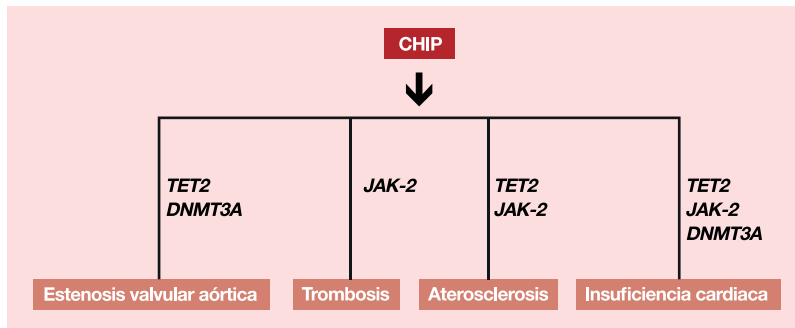 CHIP
TET2
DNMT3A
JAK-2
TET2
JAK-2
TET2
JAK-2
DNMT3A
Estenosis valvular aórtica
Trombosis
Aterosclerosis
Insuficiencia cardiaca